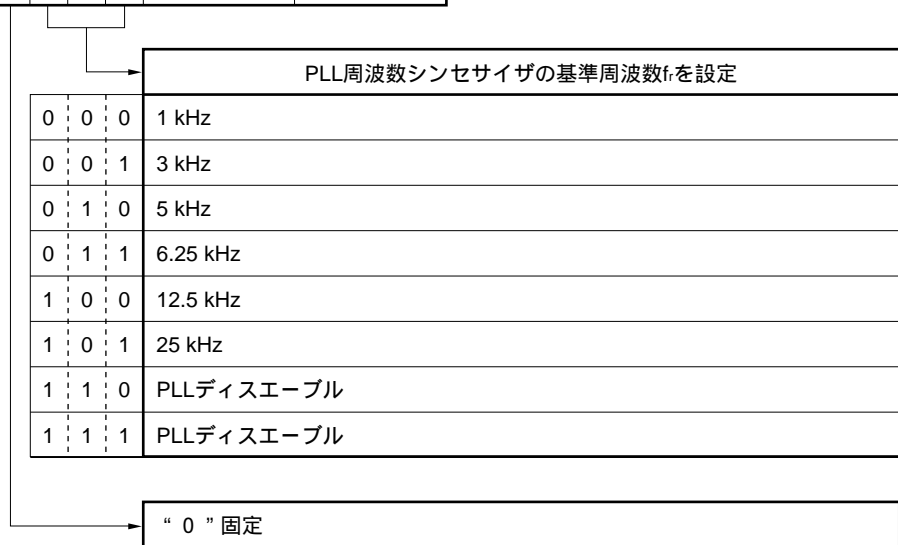 PLL周波数シンセサイザの基準周波数frを設定
0 0 0 1 kHz
0 0 1 3 kHz
0 1 0 5 kHz
0 1 1 6.25 kHz
1 0 0 12.5 kHz
1 0 1 25 kHz
1 1 0 PLLディスエーブル
1 1 1 PLLディスエーブル
“0”固定